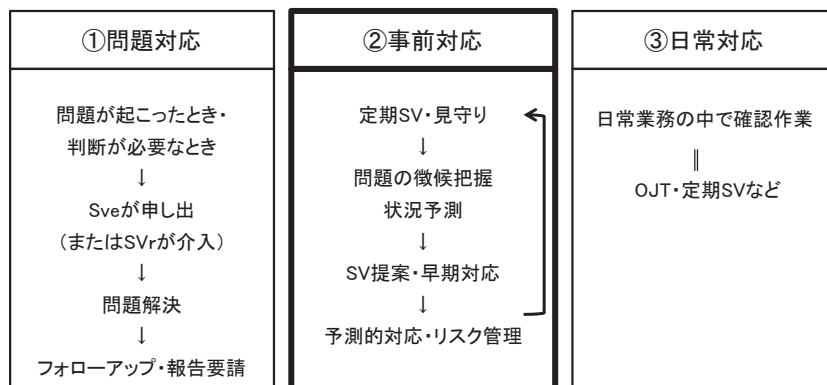 ①問題対応
問題が起こったとき・
判断が必要なとき
↓
Sveが申し出
(またはSVrが介入)
↓
問題解決
↓
フォローアップ・報告要請
②事前対応
定期SV・見守り
↓
問題の徴候把握
状況予測
↓
SV提案・早期対応
↓
予測的対応・リスク管理
③日常対応
日常業務の中で確認作業
∥
OJT・定期SVなど